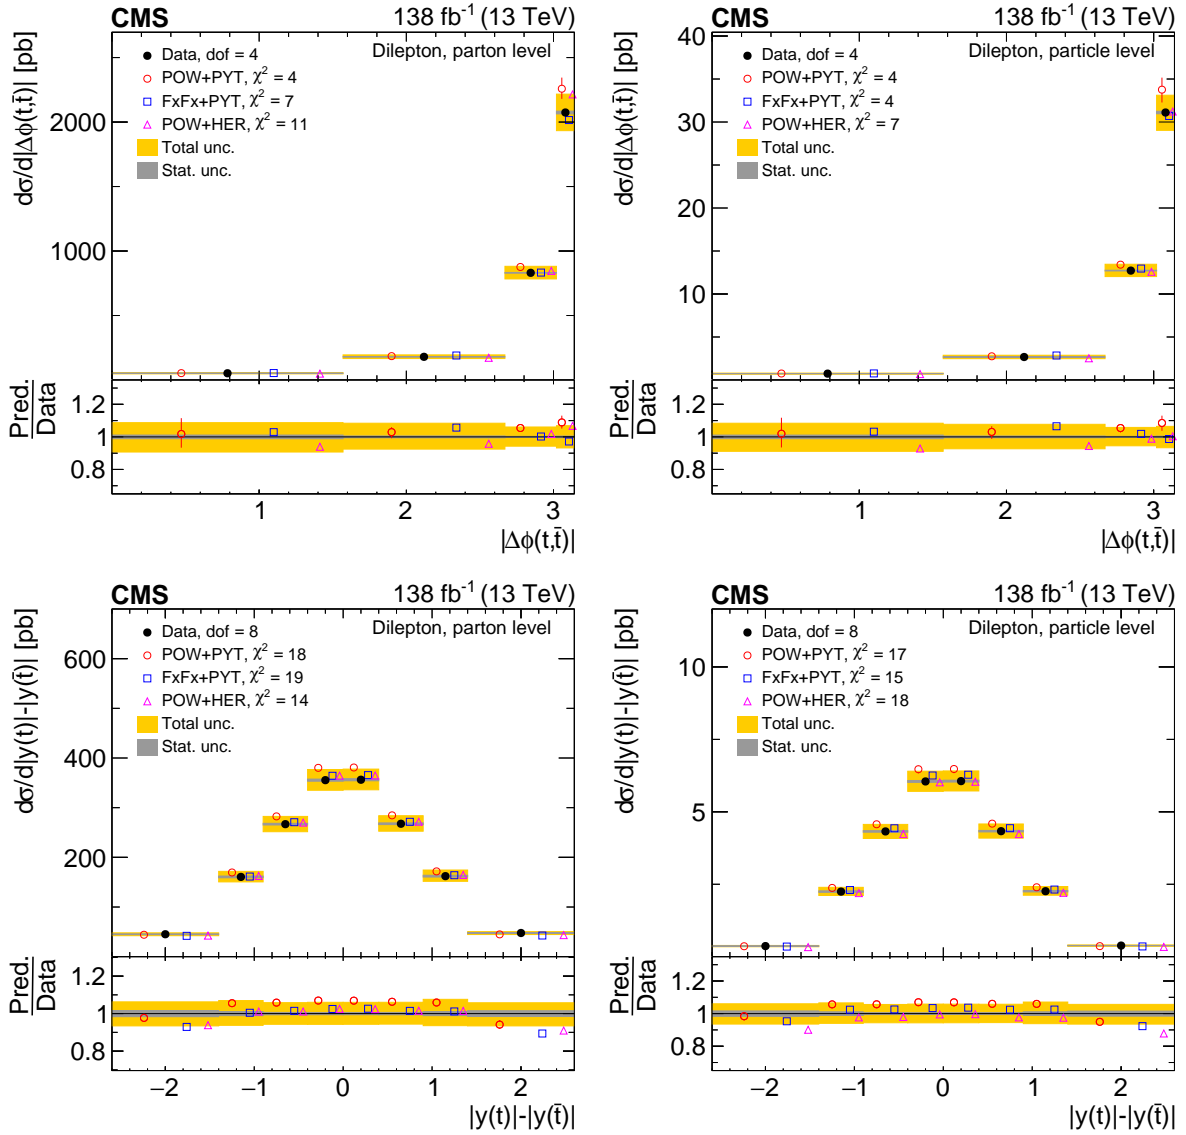 CMS
138 fb⁻¹ (13 TeV)
dσ/d|Δϕ(t,t̄)| [pb]
Dilepton, parton level
Data, dof = 4
POW+PYT, χ² = 4
FxFx+PYT, χ² = 7
POW+HER, χ² = 11
Total unc.
Stat. unc.
2000
1000
Pred.
Data
1.2
1
0.8
1 2 3
|Δϕ(t,t̄)|
CMS
138 fb⁻¹ (13 TeV)
dσ/d|Δϕ(t,t̄)| [pb]
Dilepton, particle level
Data, dof = 4
POW+PYT, χ² = 4
FxFx+PYT, χ² = 4
POW+HER, χ² = 7
Total unc.
Stat. unc.
40
30
20
10
Pred.
Data
1.2
1
0.8
1 2 3
|Δϕ(t,t̄)|
CMS
138 fb⁻¹ (13 TeV)
dσ/d|y(t)|-|y(t̄)| [pb]
Dilepton, parton level
Data, dof = 8
POW+PYT, χ² = 18
FxFx+PYT, χ² = 19
POW+HER, χ² = 14
Total unc.
Stat. unc.
600
400
200
Pred.
Data
1.2
1
0.8
−2 −1 0 1 2
|y(t)|-|y(t̄)|
CMS
138 fb⁻¹ (13 TeV)
dσ/d|y(t)|-|y(t̄)| [pb]
Dilepton, particle level
Data, dof = 8
POW+PYT, χ² = 17
FxFx+PYT, χ² = 15
POW+HER, χ² = 18
Total unc.
Stat. unc.
10
5
Pred.
Data
1.2
1
0.8
−2 −1 0 1 2
|y(t)|-|y(t̄)|